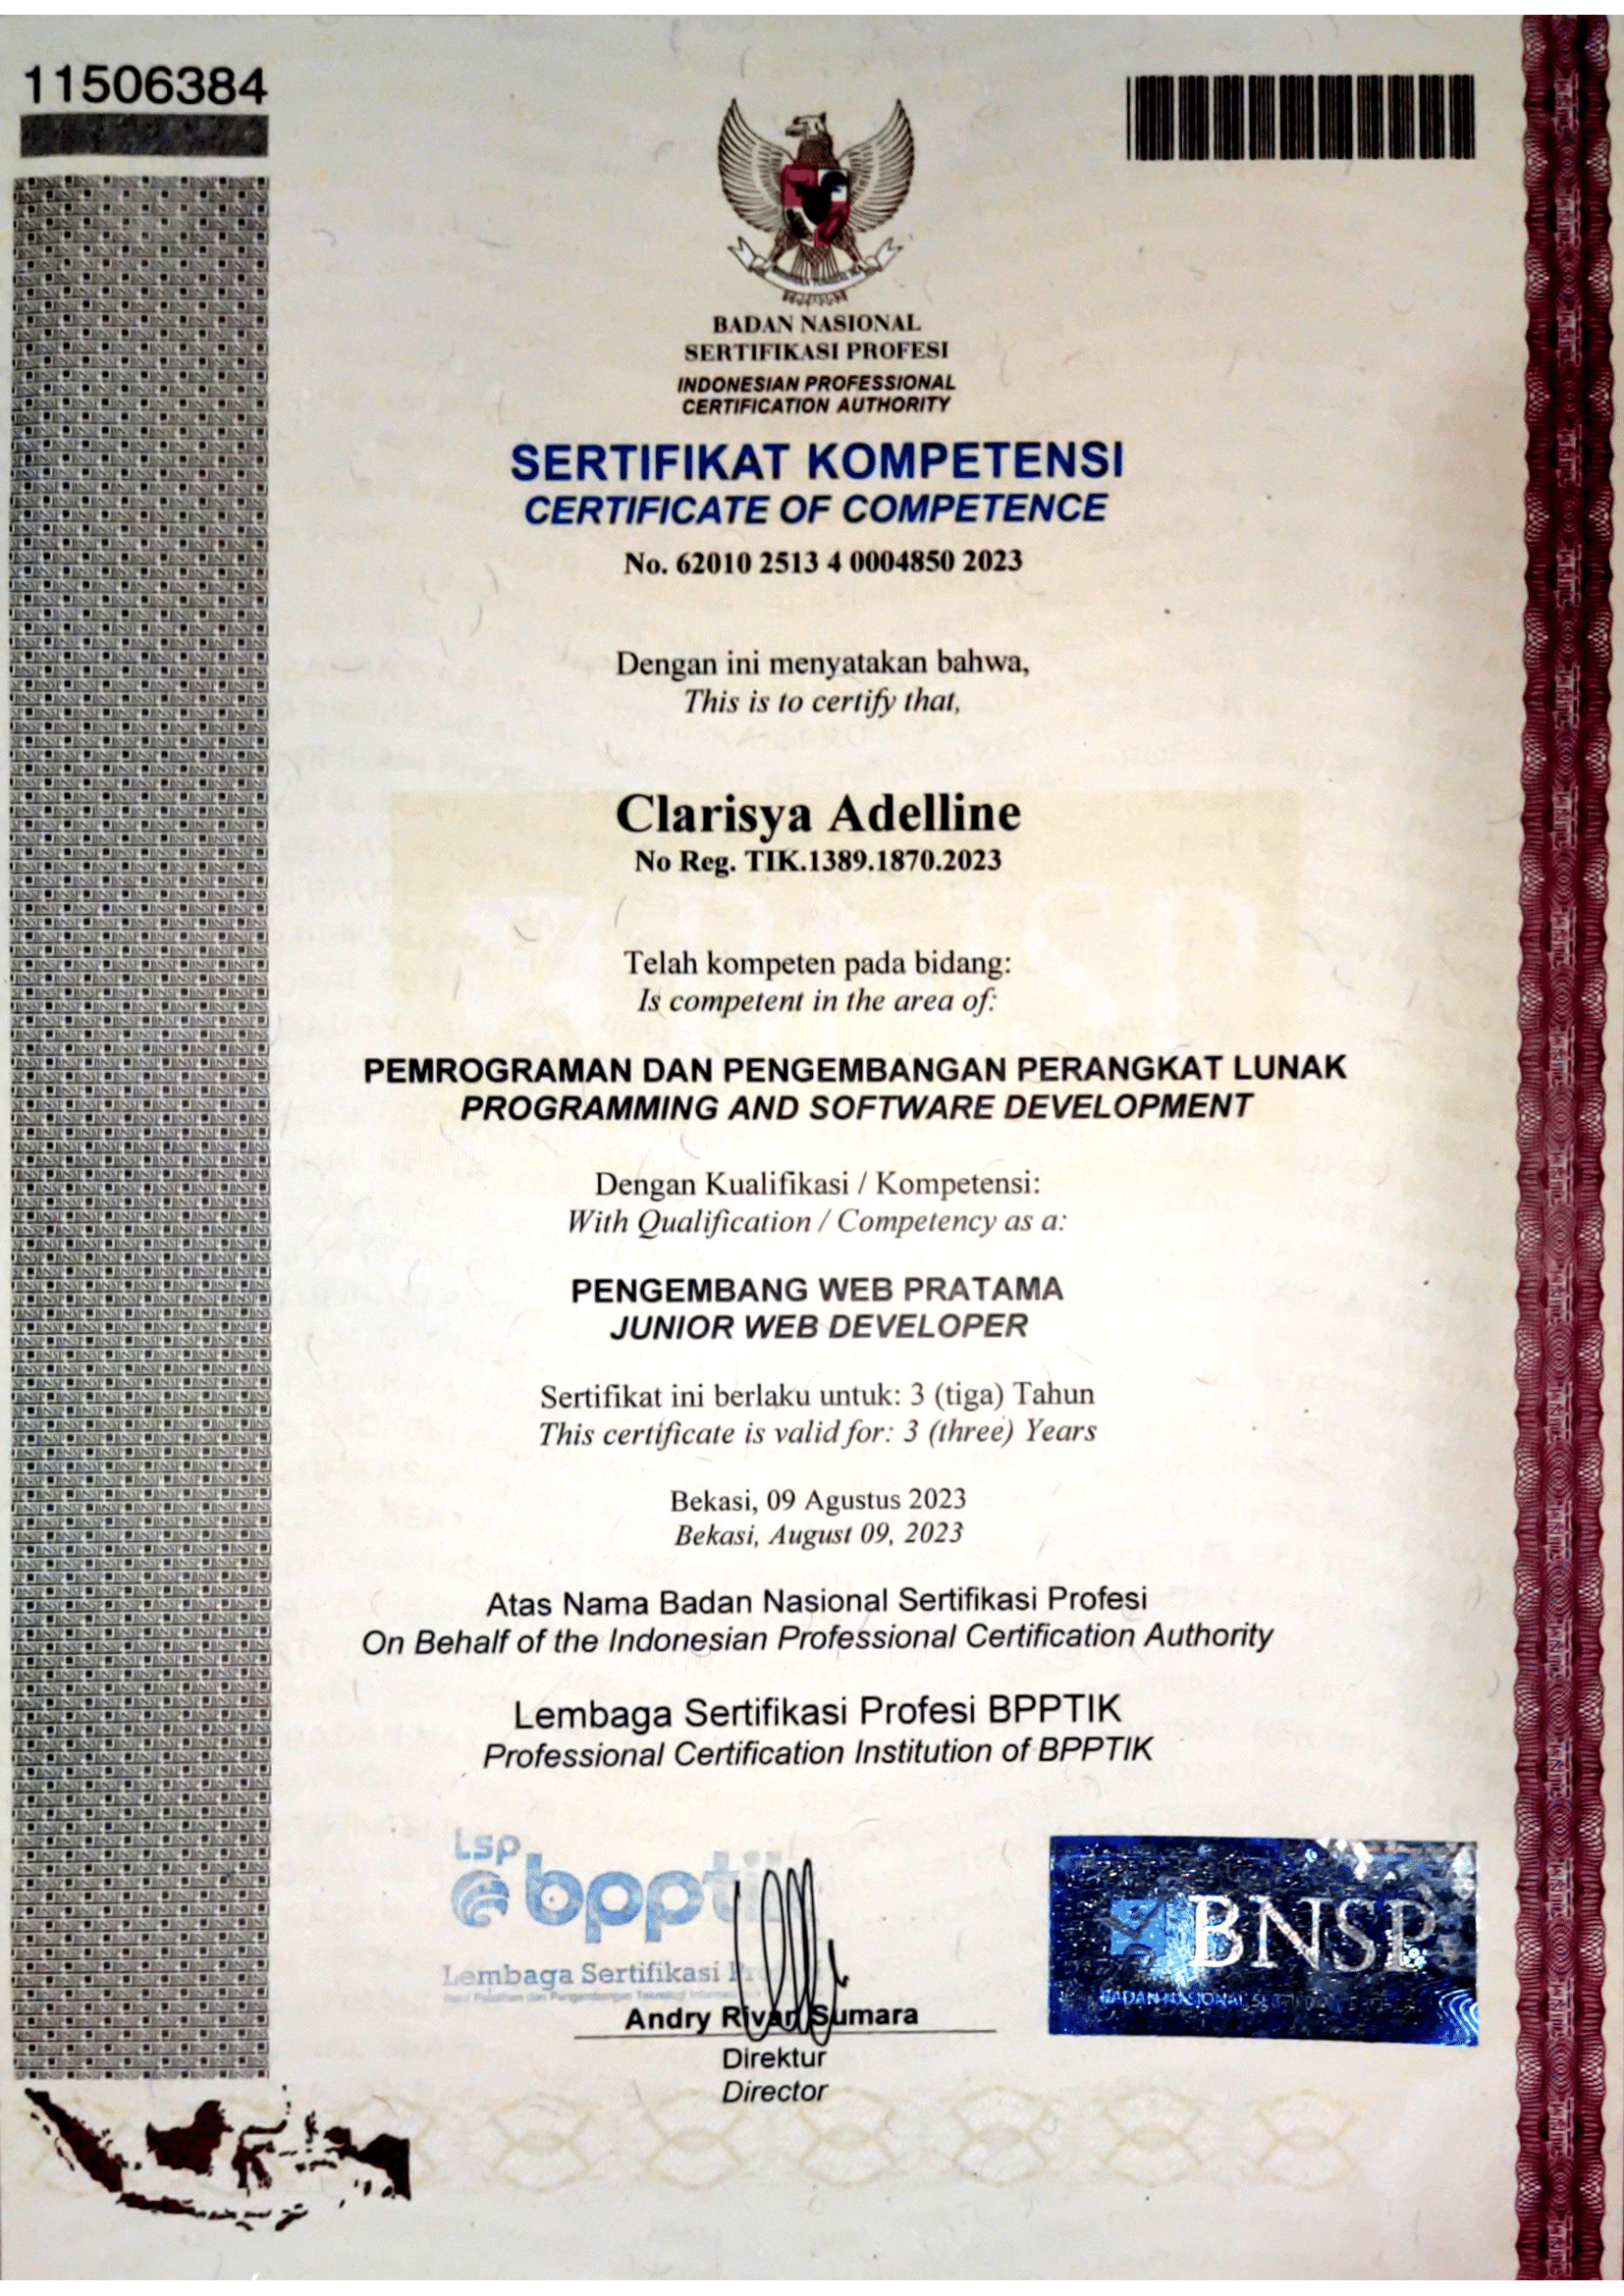 11506384
BADAN NASIONAL
SERTIFIKASI PROFESI
INDONESIAN PROFESSIONAL
CERTIFICATION AUTHORITY
SERTIFIKAT KOMPETENSI
CERTIFICATE OF COMPETENCE
No. 62010 2513 4 0004850 2023
Dengan ini menyatakan bahwa,
This is to certify that,
Clarisya Adelline
No Reg. TIK.1389.1870.2023
Telah kompeten pada bidang:
Is competent in the area of:
PEMROGRAMAN DAN PENGEMBANGAN PERANGKAT LUNAK
PROGRAMMING AND SOFTWARE DEVELOPMENT
Dengan Kualifikasi / Kompetensi:
With Qualification / Competency as a:
PENGEMBANG WEB PRATAMA
JUNIOR WEB DEVELOPER
Sertifikat ini berlaku untuk: 3 (tiga) Tahun
This certificate is valid for: 3 (three) Years
Bekasi, 09 Agustus 2023
Bekasi, August 09, 2023
Atas Nama Badan Nasional Sertifikasi Profesi
On Behalf of the Indonesian Professional Certification Authority
Lembaga Sertifikasi Profesi BPPTIK
Professional Certification Institution of BPPTIK
Lsp
bpptik
Lembaga Sertifikasi
Andry Rivan Sumara
Direktur
Director
BNSP
BADAN NASIONAL